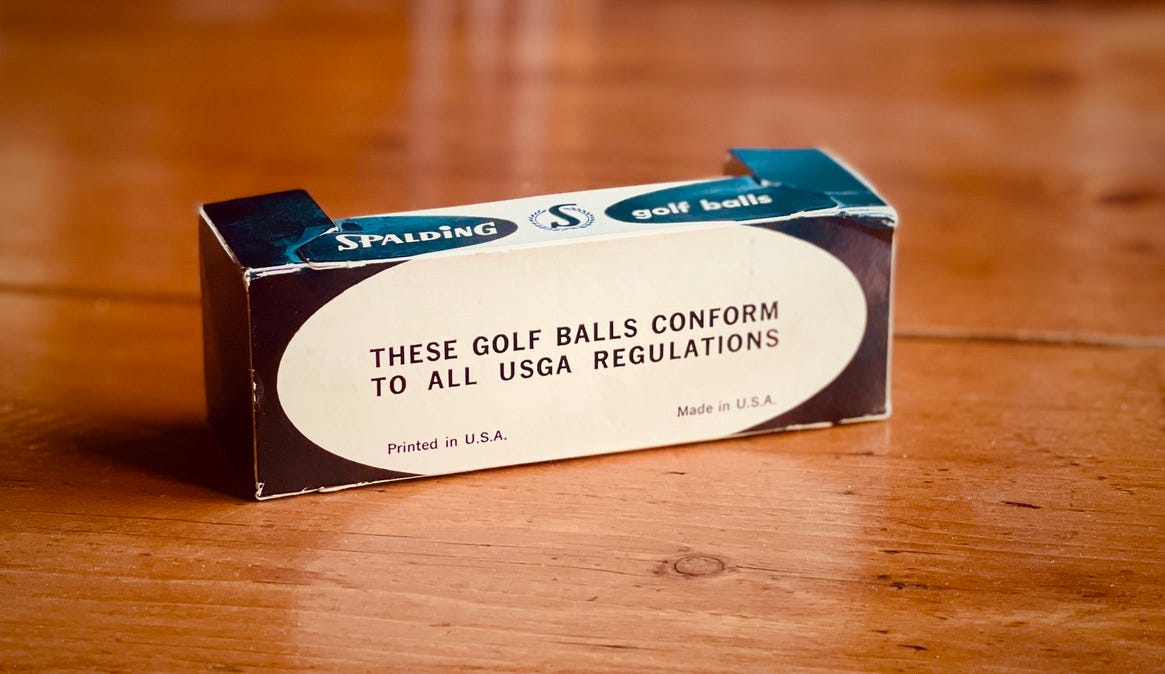 SPALDING S golf balls
THESE GOLF BALLS CONFORM
TO ALL USGA REGULATIONS
Made in U.S.A.
Printed in U.S.A.